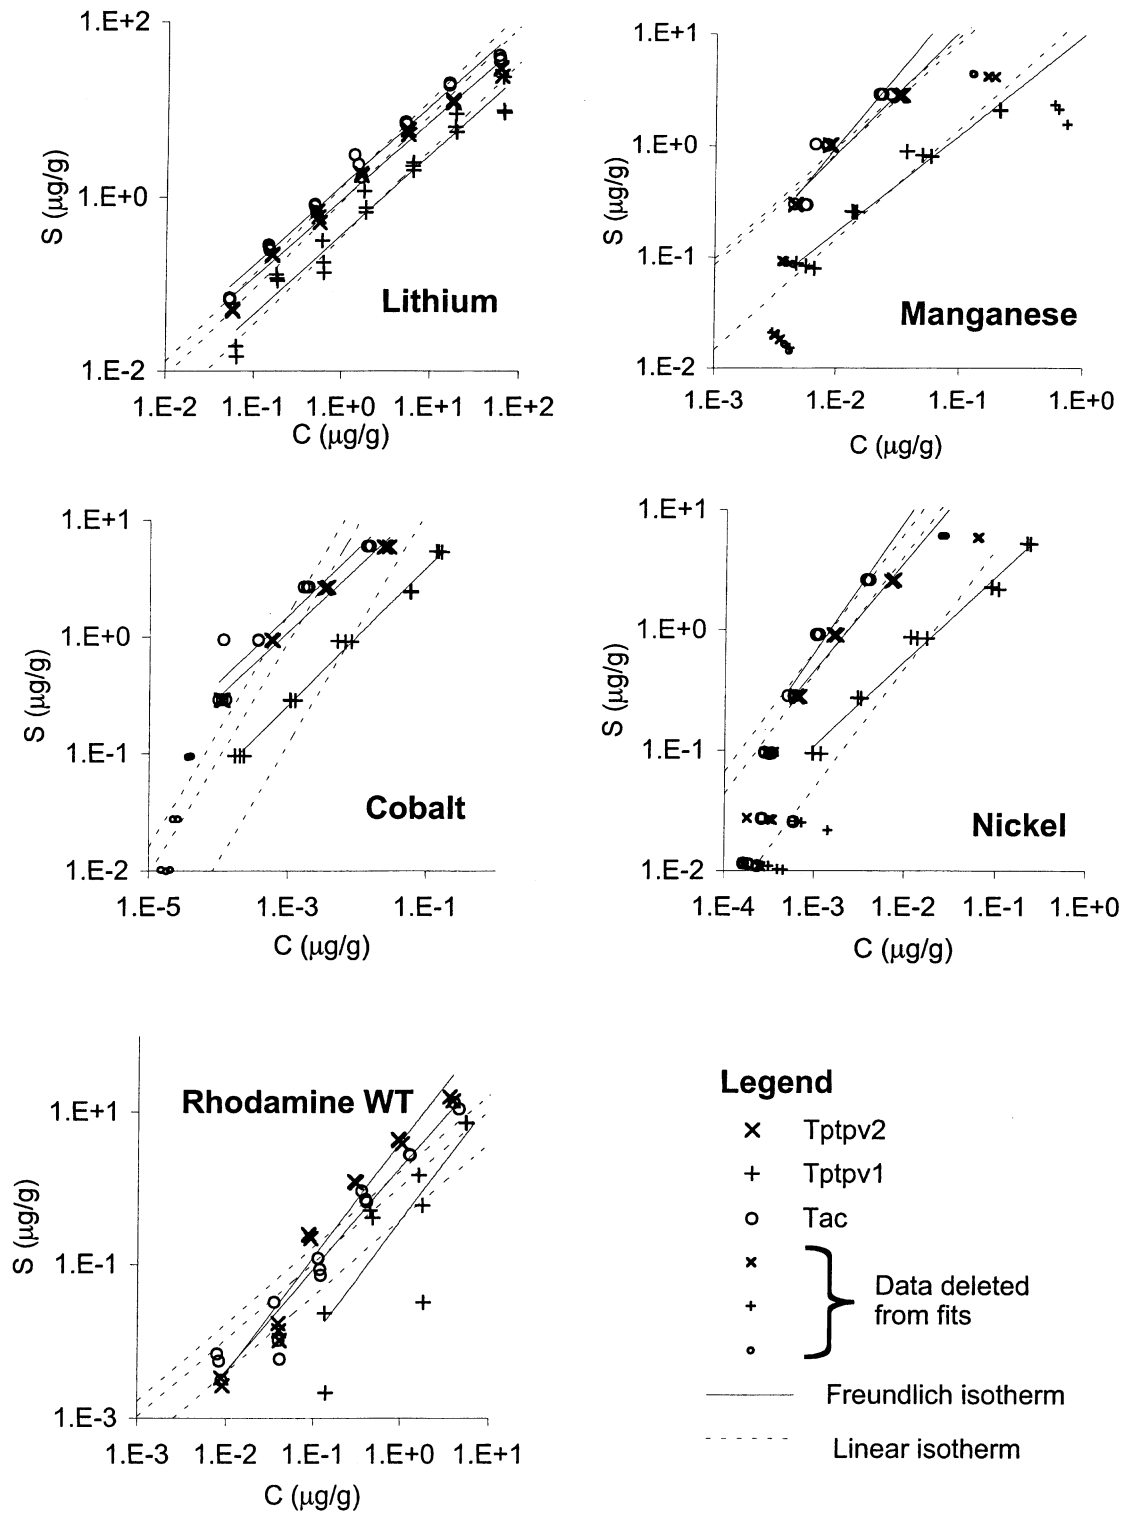 1.E+2
1.E+0
1.E-2
S (μg/g)
Lithium
1.E-2 1.E-1 1.E+0 1.E+1 1.E+2
C (μg/g)
1.E+1
1.E+0
1.E-1
1.E-2
S (μg/g)
Manganese
1.E-3 1.E-2 1.E-1 1.E+0
C (μg/g)
1.E+1
1.E+0
1.E-1
1.E-2
S (μg/g)
Cobalt
1.E-5 1.E-3 1.E-1
C (μg/g)
1.E+1
1.E+0
1.E-1
1.E-2
S (μg/g)
Nickel
1.E-4 1.E-3 1.E-2 1.E-1 1.E+0
C (μg/g)
Rhodamine WT
1.E+1
1.E-1
1.E-3
S (μg/g)
1.E-3 1.E-2 1.E-1 1.E+0 1.E+1
C (μg/g)
Legend
Tptpv2
Tptpv1
Tac
Data deleted
from fits
Freundlich isotherm
Linear isotherm